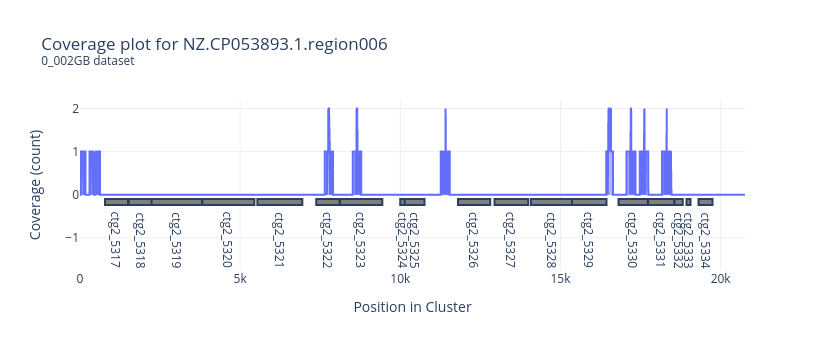 Coverage plot for NZ.CP053893.1.region006
0_002GB dataset
Coverage (count)
2
1
0
−1
ctg2_5317
ctg2_5318
ctg2_5319
ctg2_5320
ctg2_5321
ctg2_5322
ctg2_5323
ctg2_5324
ctg2_5325
ctg2_5326
ctg2_5327
ctg2_5328
ctg2_5329
ctg2_5330
ctg2_5331
ctg2_5332
ctg2_5333
ctg2_5334
0
5k
10k
15k
20k
Position in Cluster